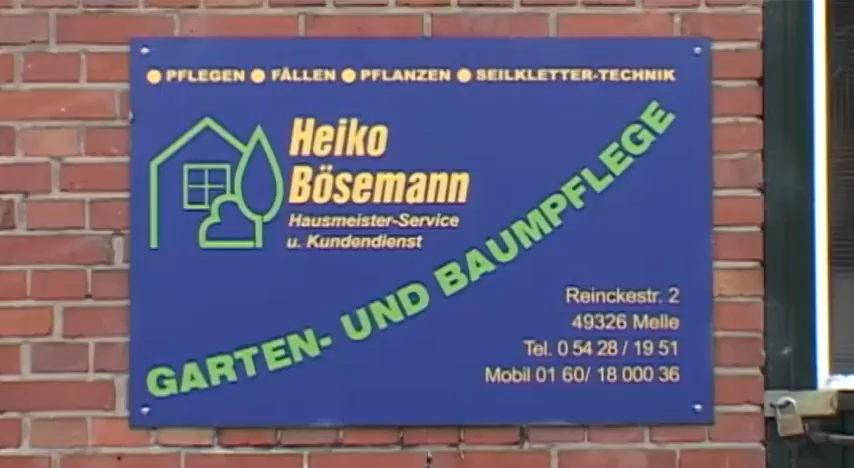 PFLEGEN FÄLLEN PFLANZEN SEILKLETTER-TECHNIK
Heiko
Bösemann
Hausmeister-Service
u. Kundendienst
GARTEN- UND BAUMPFLEGE
Reinckestr. 2
49326 Melle
Tel. 0 54 28 / 19 51
Mobil 01 60/ 18 000 36